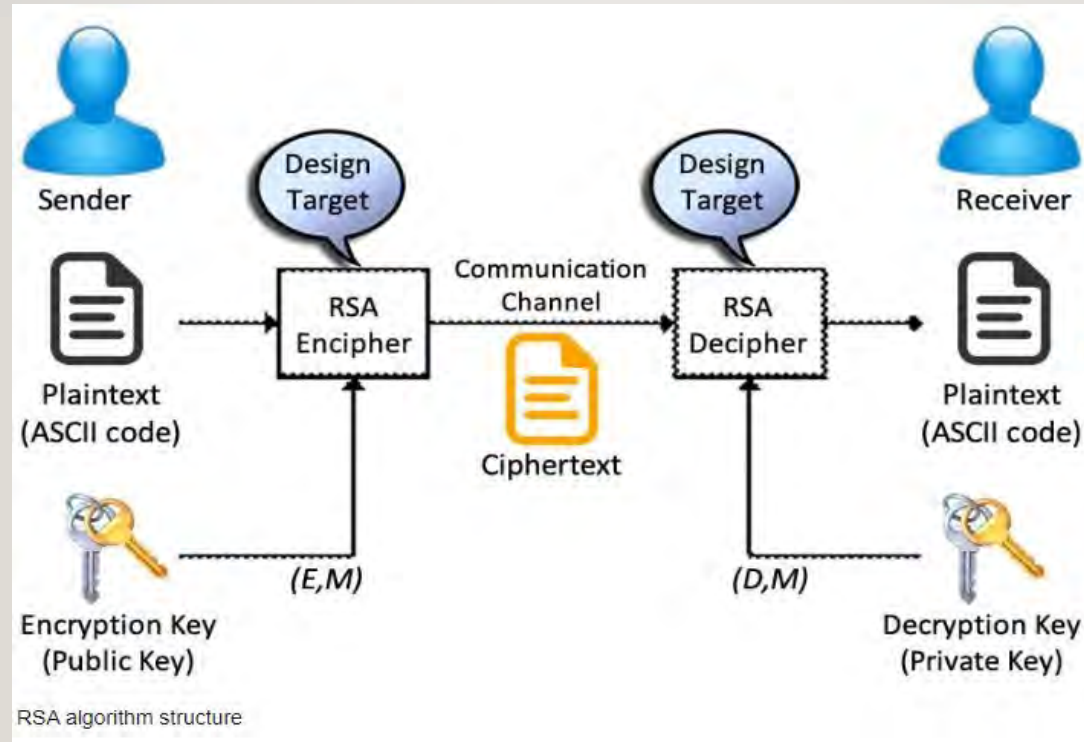 Sender
Design
Target
Design
Target
Receiver
Communication
Channel
RSA
Encipher
RSA
Decipher
Plaintext
(ASCII code)
Ciphertext
Plaintext
(ASCII code)
(E,M)
(D,M)
Encryption Key
(Public Key)
Decryption Key
(Private Key)
RSA algorithm structure